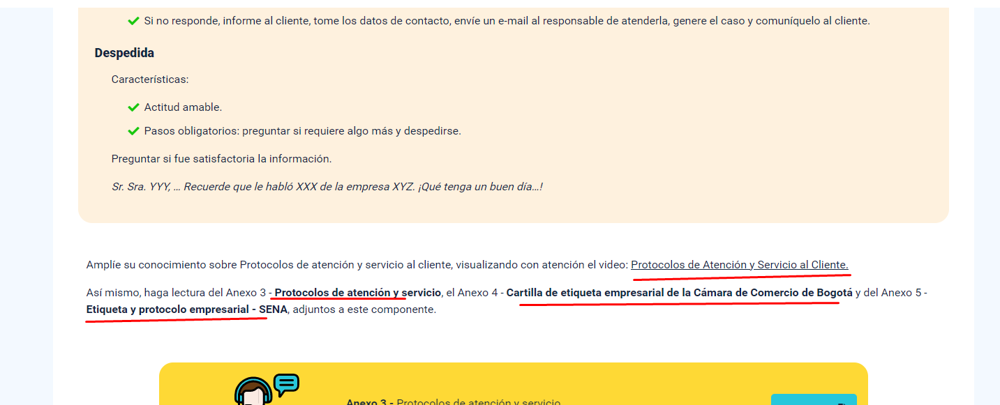 Si no responde, informe al cliente, tome los datos de contacto, envíe un e-mail al responsable de atenderla, genere el caso y comuníquelo al cliente.
Despedida
Características:
Actitud amable.
Pasos obligatorios: preguntar si requiere algo más y despedirse.
Preguntar si fue satisfactoria la información.
Sr. Sra. YYY, ... Recuerde que le habló XXX de la empresa XYZ. ¡Qué tenga un buen día...!
Amplíe su conocimiento sobre Protocolos de atención y servicio al cliente, visualizando con atención el video: Protocolos de Atención y Servicio al Cliente.
Así mismo, haga lectura del Anexo 3 - Protocolos de atención y servicio, el Anexo 4 - Cartilla de etiqueta empresarial de la Cámara de Comercio de Bogotá y del Anexo 5 -
Etiqueta y protocolo empresarial - SENA, adjuntos a este componente.
Anexo 3 - Protocolos de atención y servicio